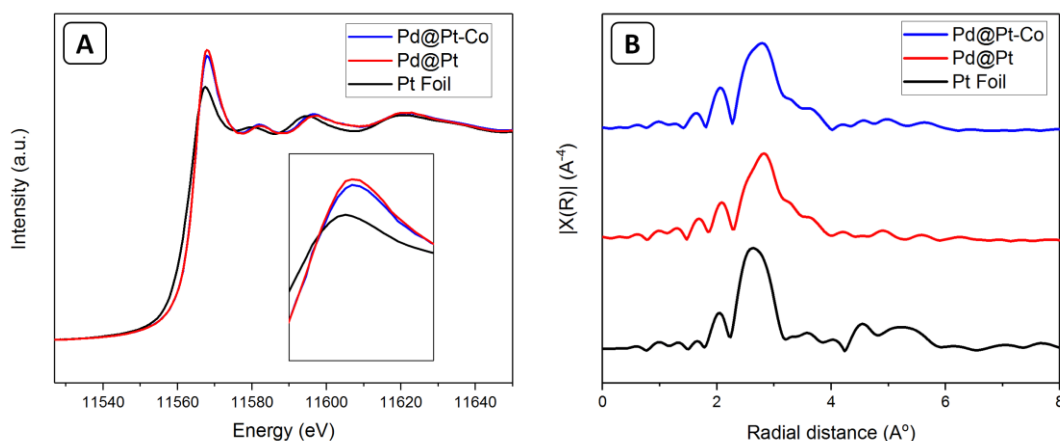 A
Pd@Pt-Co
Pd@Pt
Pt Foil
Intensity (a.u.)
11540 11560 11580 11600 11620 11640
Energy (eV)
B
Pd@Pt-Co
Pd@Pt
Pt Foil
|X(R)| (A-4)
0 2 4 6 8
Radial distance (A°)